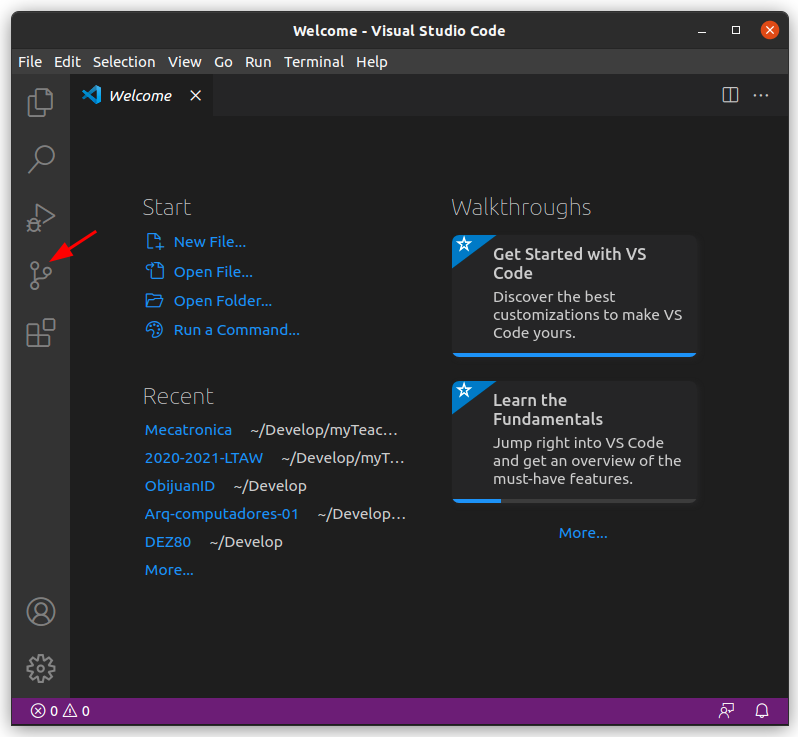 Welcome - Visual Studio Code
File Edit Selection View Go Run Terminal Help
Welcome
Start
New File...
Open File...
Open Folder...
Run a Command...
Recent
Mecatronica ~/Develop/myTeac...
2020-2021-LTAW ~/Develop/myT...
ObijuanID ~/Develop
Arq-computadores-01 ~/Develop...
DEZ80 ~/Develop
More...
Walkthroughs
Get Started with VS
Code
Discover the best
customizations to make VS
Code yours.
Learn the
Fundamentals
Jump right into VS Code
and get an overview of the
must-have features.
More...
0 0